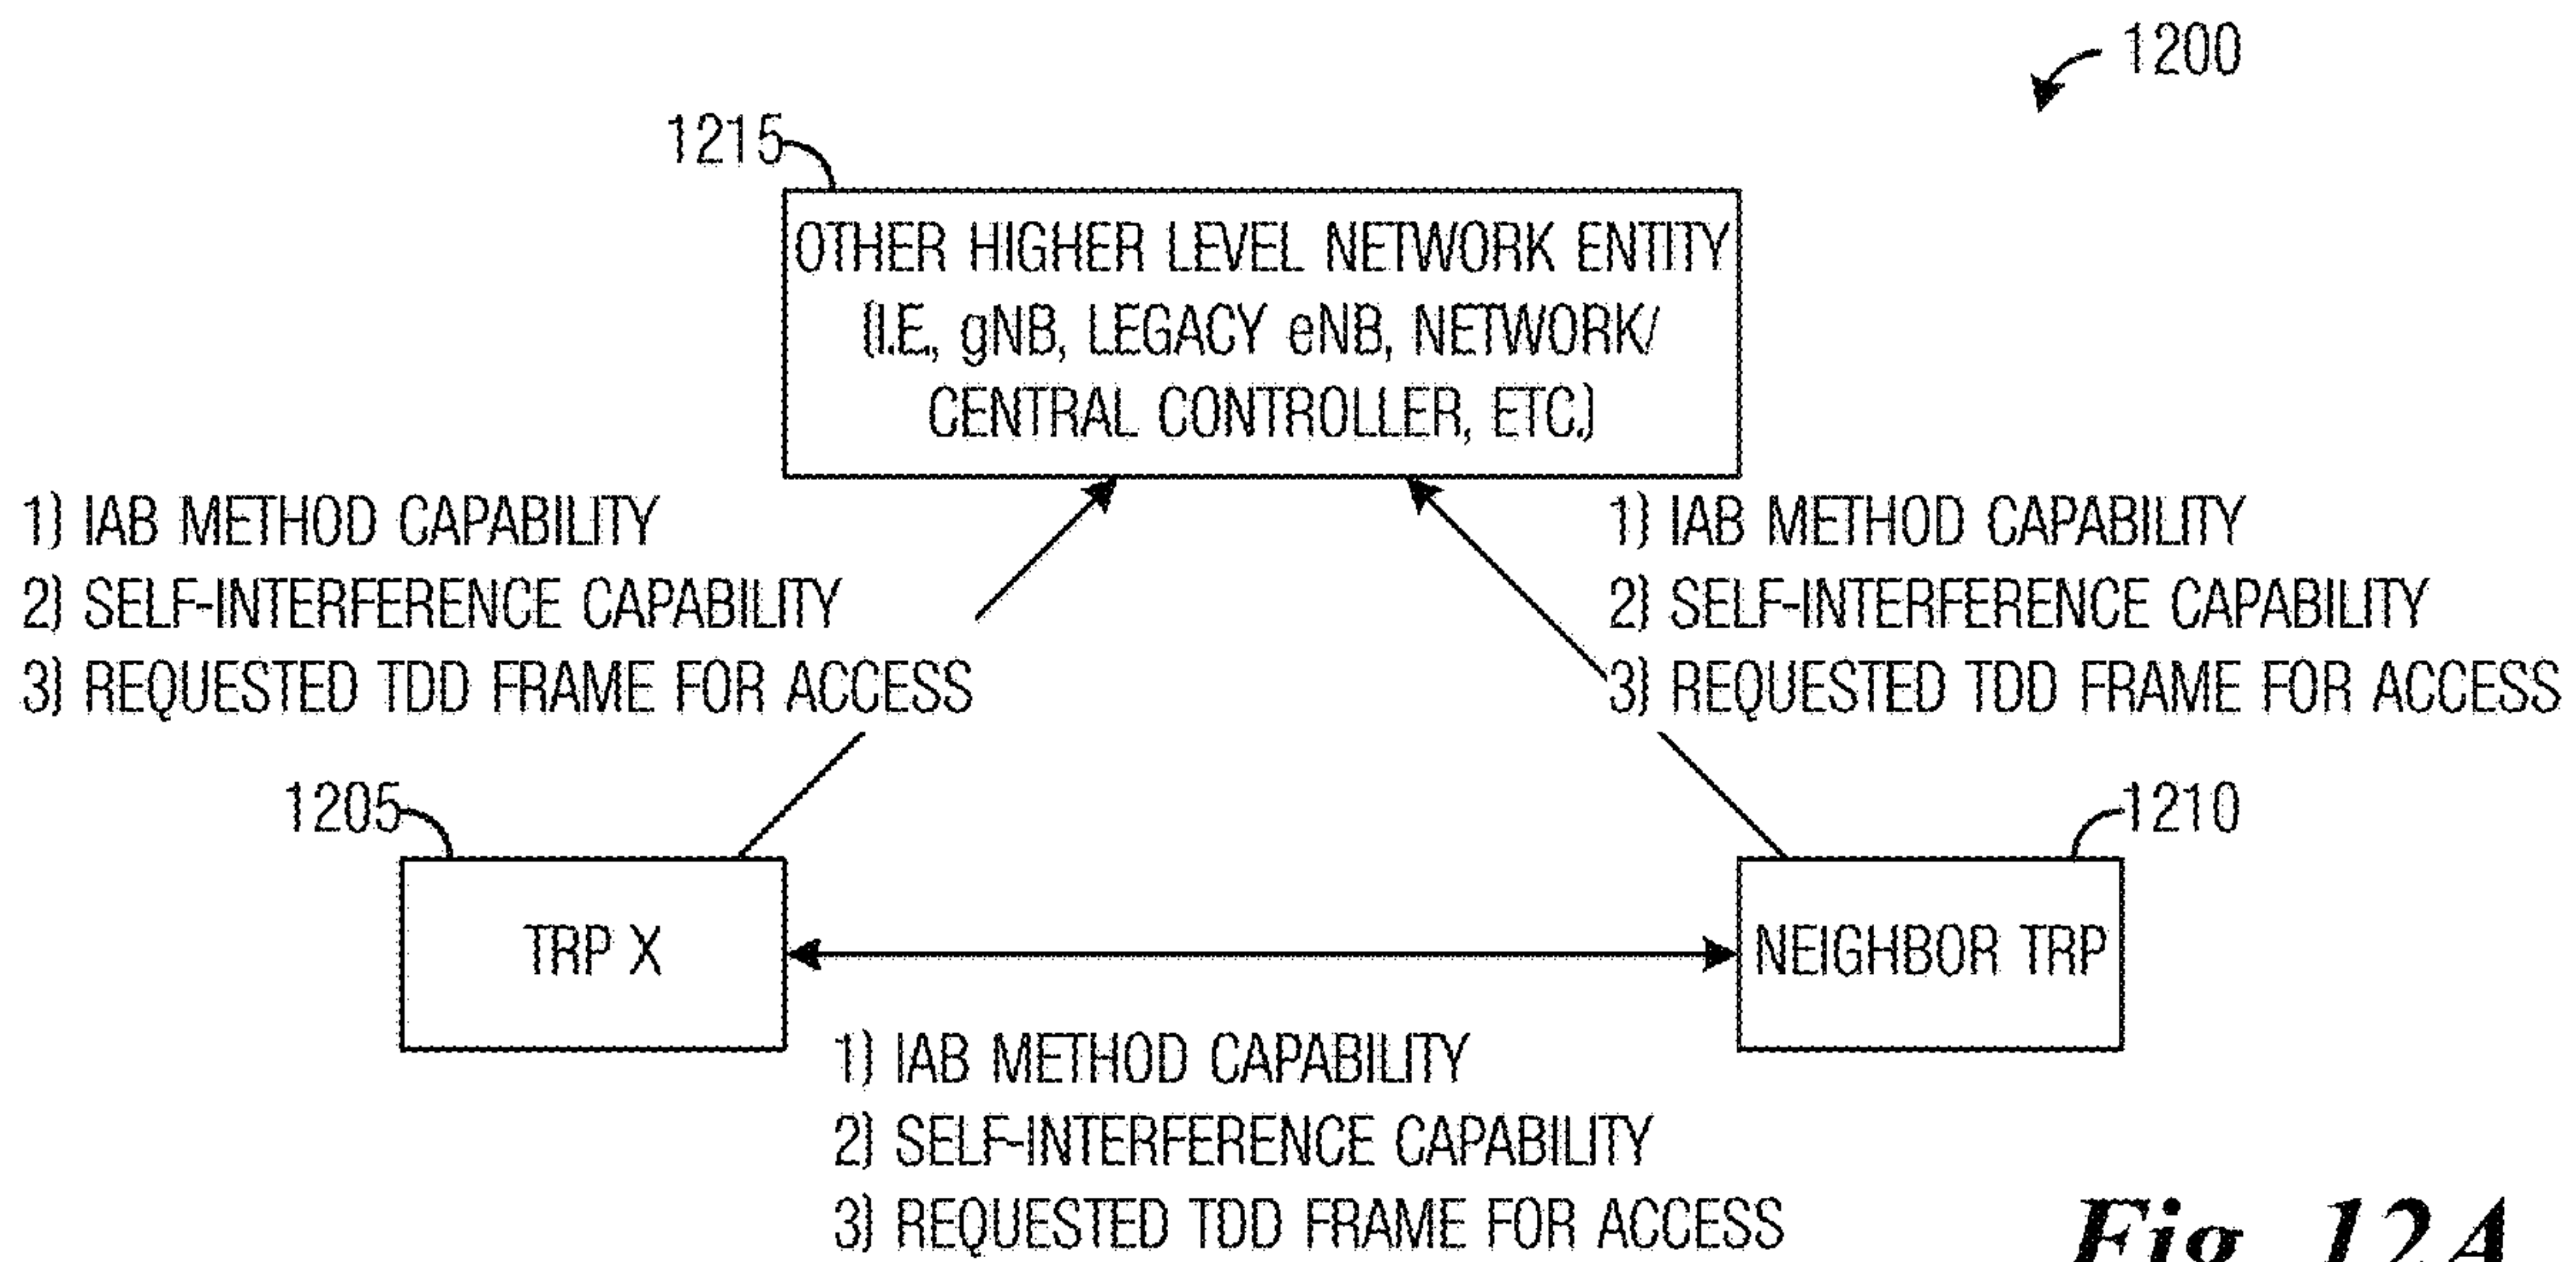 1200
1215
OTHER HIGHER LEVEL NETWORK ENTITY
(I.E., gNB, LEGACY eNB, NETWORK/
CENTRAL CONTROLLER, ETC.)
1) IAB METHOD CAPABILITY
2) SELF-INTERFERENCE CAPABILITY
3) REQUESTED TDD FRAME FOR ACCESS
1) IAB METHOD CAPABILITY
2) SELF-INTERFERENCE CAPABILITY
3) REQUESTED TDD FRAME FOR ACCESS
1205
TRP X
1210
NEIGHBOR TRP
1) IAB METHOD CAPABILITY
2) SELF-INTERFERENCE CAPABILITY
3) REQUESTED TDD FRAME FOR ACCESS
Fig. 12A